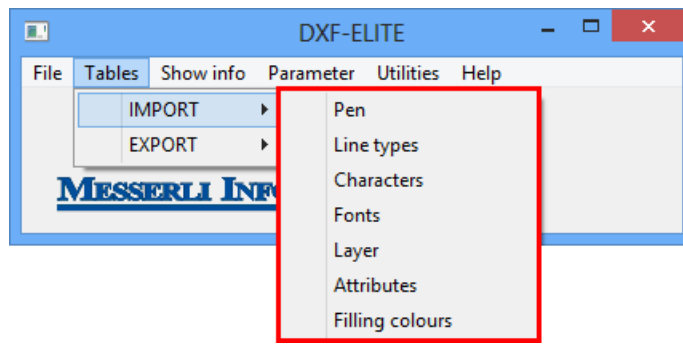 DXF-ELITE
File Tables Show info Parameter Utilities Help
IMPORT
EXPORT
Pen
Line types
Characters
Fonts
Layer
Attributes
Filling colours
MESSERLI